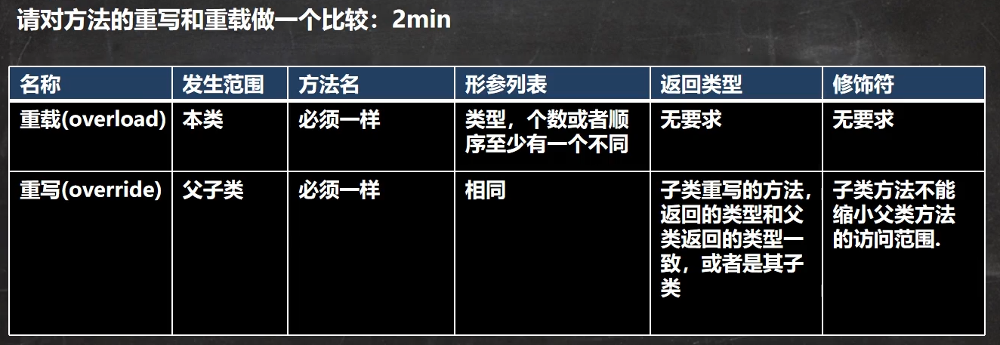 请对方法的重写和重载做一个比较：2min
名称 发生范围 方法名 形参列表 返回类型 修饰符
重载(overload) 本类 必须一样 类型，个数或者顺 无要求 无要求
序至少有一个不同
重写(override) 父子类 必须一样 相同 子类重写的方法， 子类方法不能
返回的类型和父 缩小父类方法
类返回的类型一 的访问范围.
致，或者是其子
类